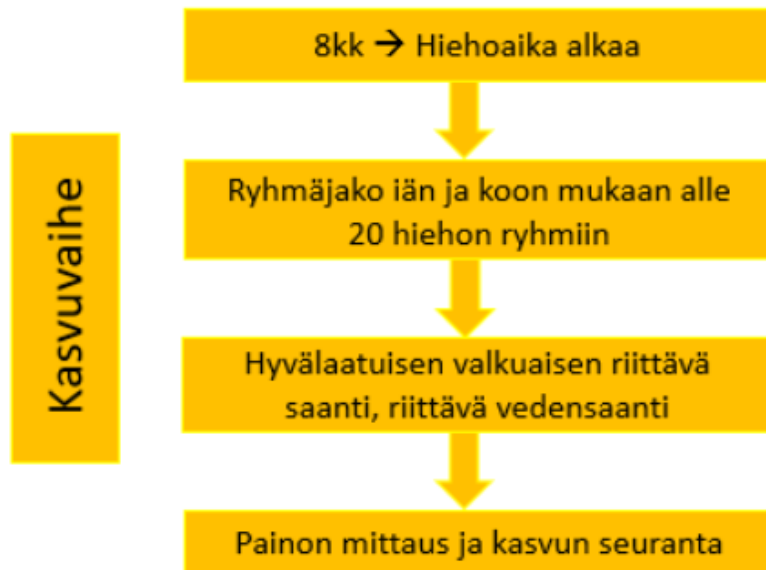 8kk → Hiehoaika alkaa
Kasvuvaihe
Ryhmäjako iän ja koon mukaan alle
20 hiehon ryhmiin
Hyvälaatuisen valkuaisen riittävä
saanti, riittävä vedensaanti
Painon mittaus ja kasvun seuranta